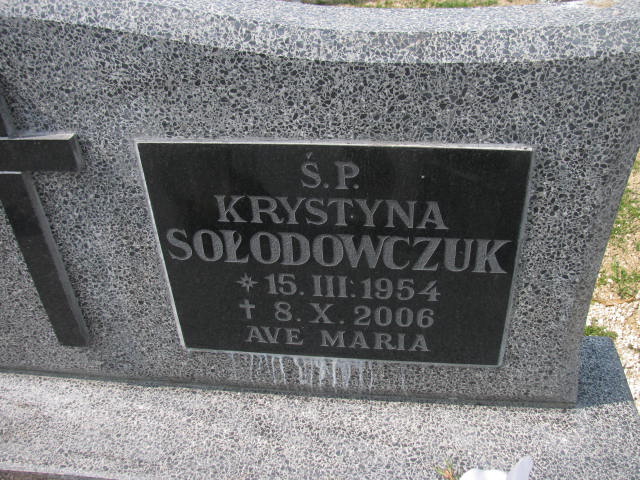 Ś.P.
KRYSTYNA
SOŁODOWCZUK
* 15. III. 1954
† 8. X. 2006
AVE MARIA